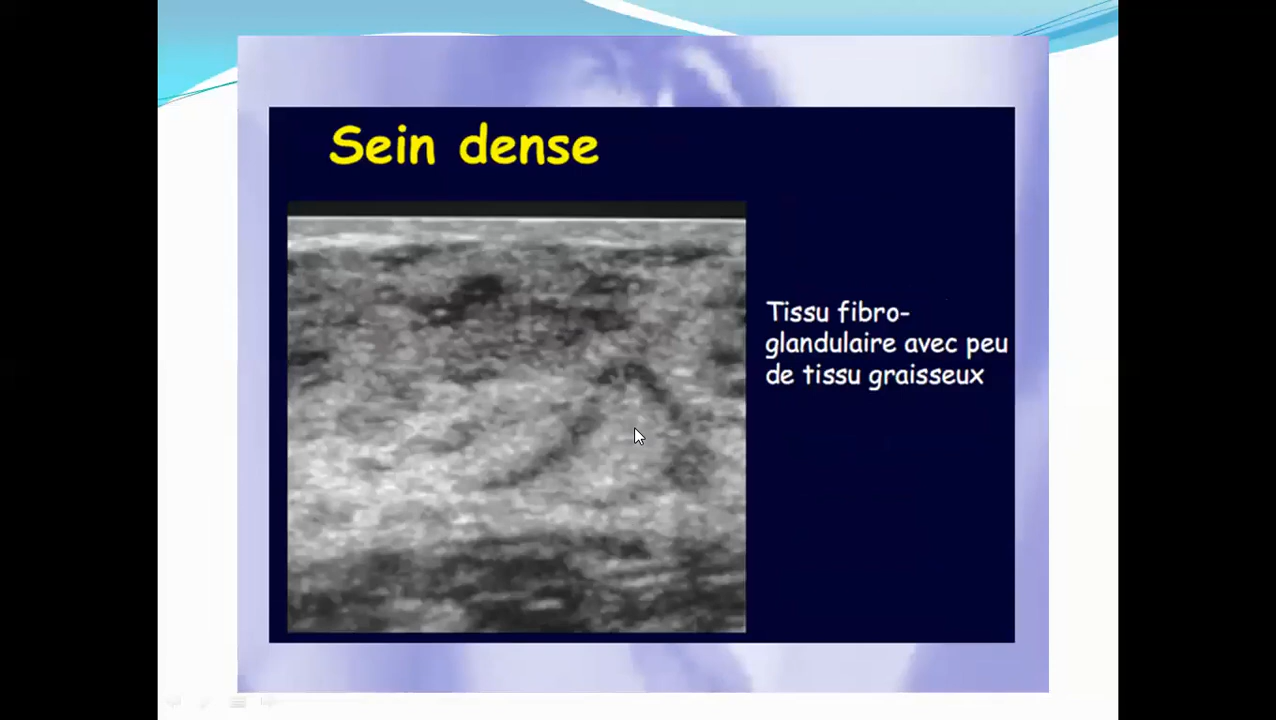 Sein dense
Tissu fibro-
glandulaire avec peu
de tissu graisseux